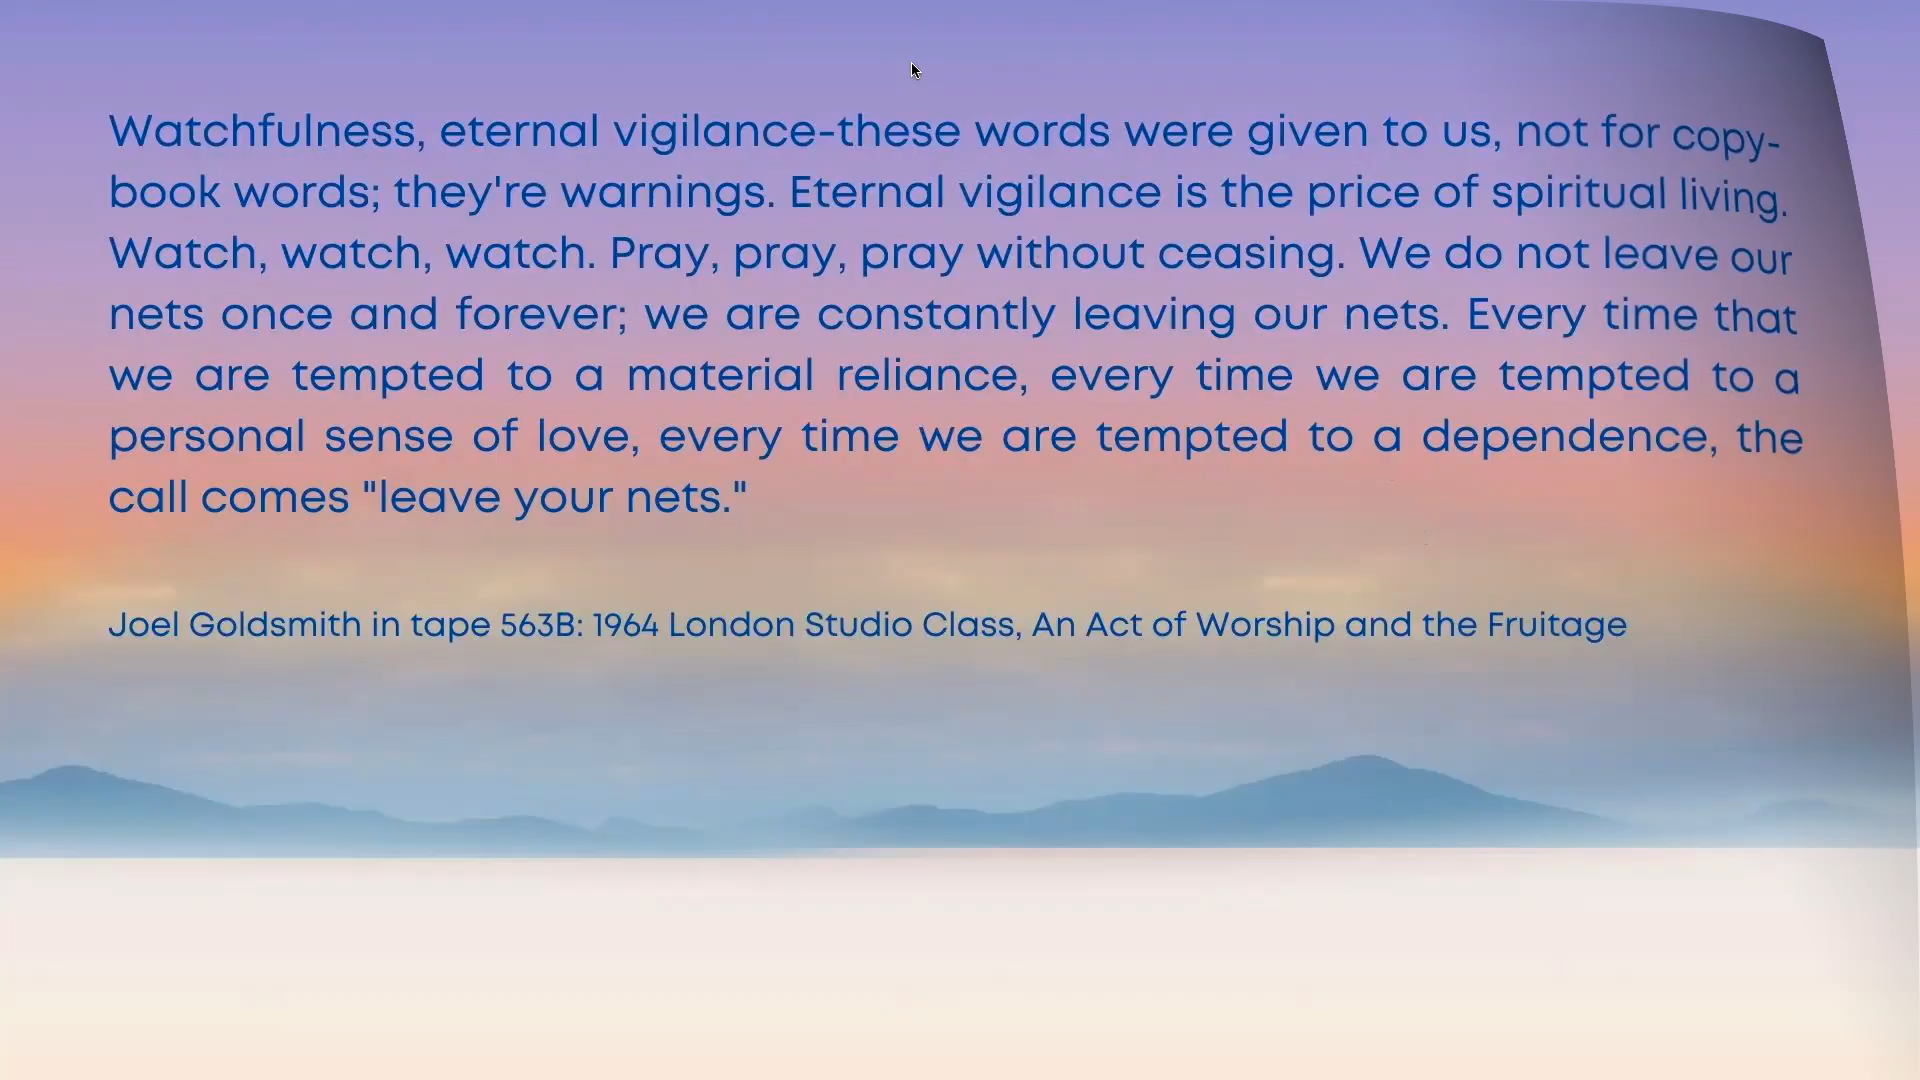 Watchfulness, eternal vigilance-these words were given to us, not for copy-
book words; they're warnings. Eternal vigilance is the price of spiritual living.
Watch, watch, watch. Pray, pray, pray without ceasing. We do not leave our
nets once and forever; we are constantly leaving our nets. Every time that
we are tempted to a material reliance, every time we are tempted to a
personal sense of love, every time we are tempted to a dependence, the
call comes "leave your nets."
Joel Goldsmith in tape 563B: 1964 London Studio Class, An Act of Worship and the Fruitage